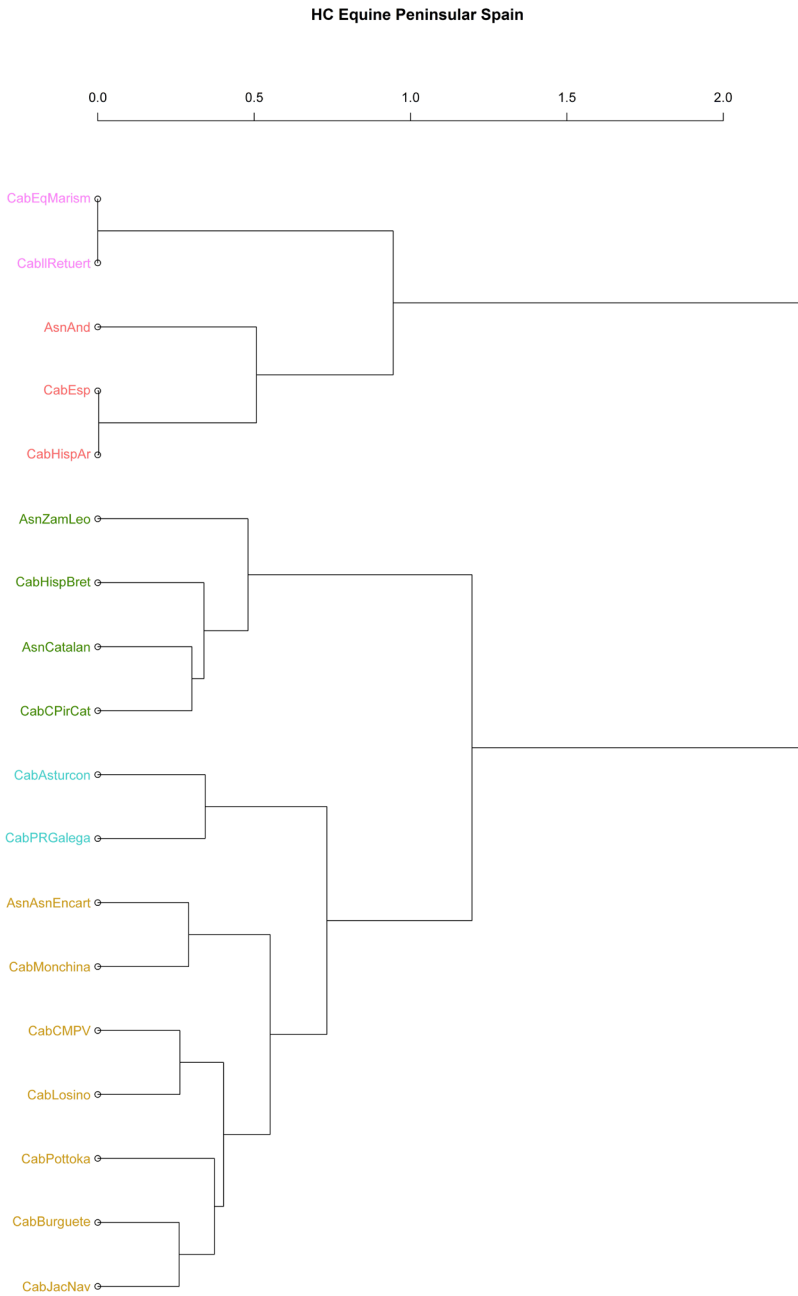 HC Equine Peninsular Spain
0.0 0.5 1.0 1.5 2.0
CabEqMarism
CabllRetuert
AsnAnd
CabEsp
CabHispAr
AsnZamLeo
CabHispBret
AsnCatalan
CabCPirCat
CabAsturcon
CabPRGalega
AsnAsnEncart
CabMonchina
CabCMPV
CabLosino
CabPottoka
CabBurguete
CabJacNav